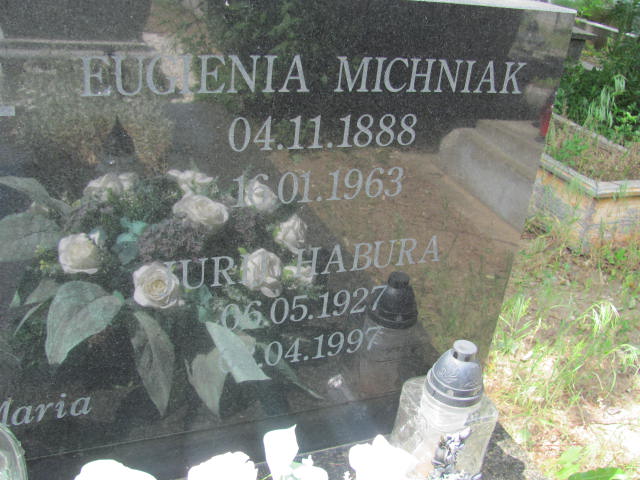 EUGIENIA MICHNIAK
04.11.1888
16.01.1963
HABURA
06.05.1927
.04.1997
Maria